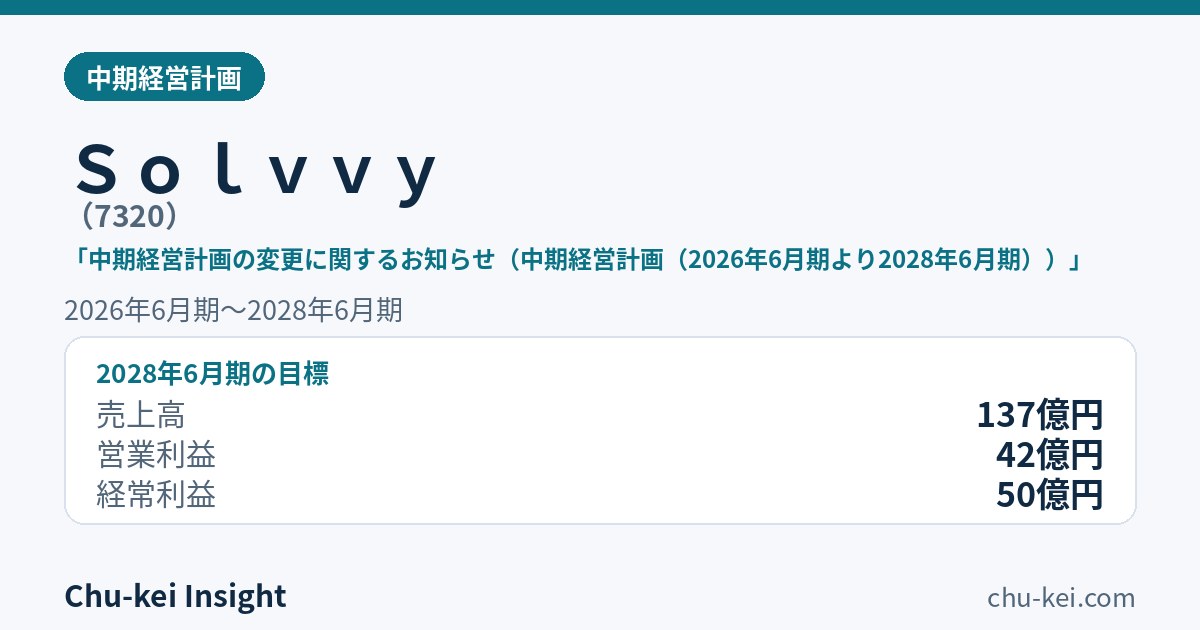 中期経営計画
Ｓｏｌｖｖｙ
（7320）
「中期経営計画の変更に関するお知らせ（中期経営計画（2026年6月期より2028年6月期））」
2026年6月期〜2028年6月期
2028年6月期の目標
売上高 137億円
営業利益 42億円
経常利益 50億円
Chu-kei Insight chu-kei.com